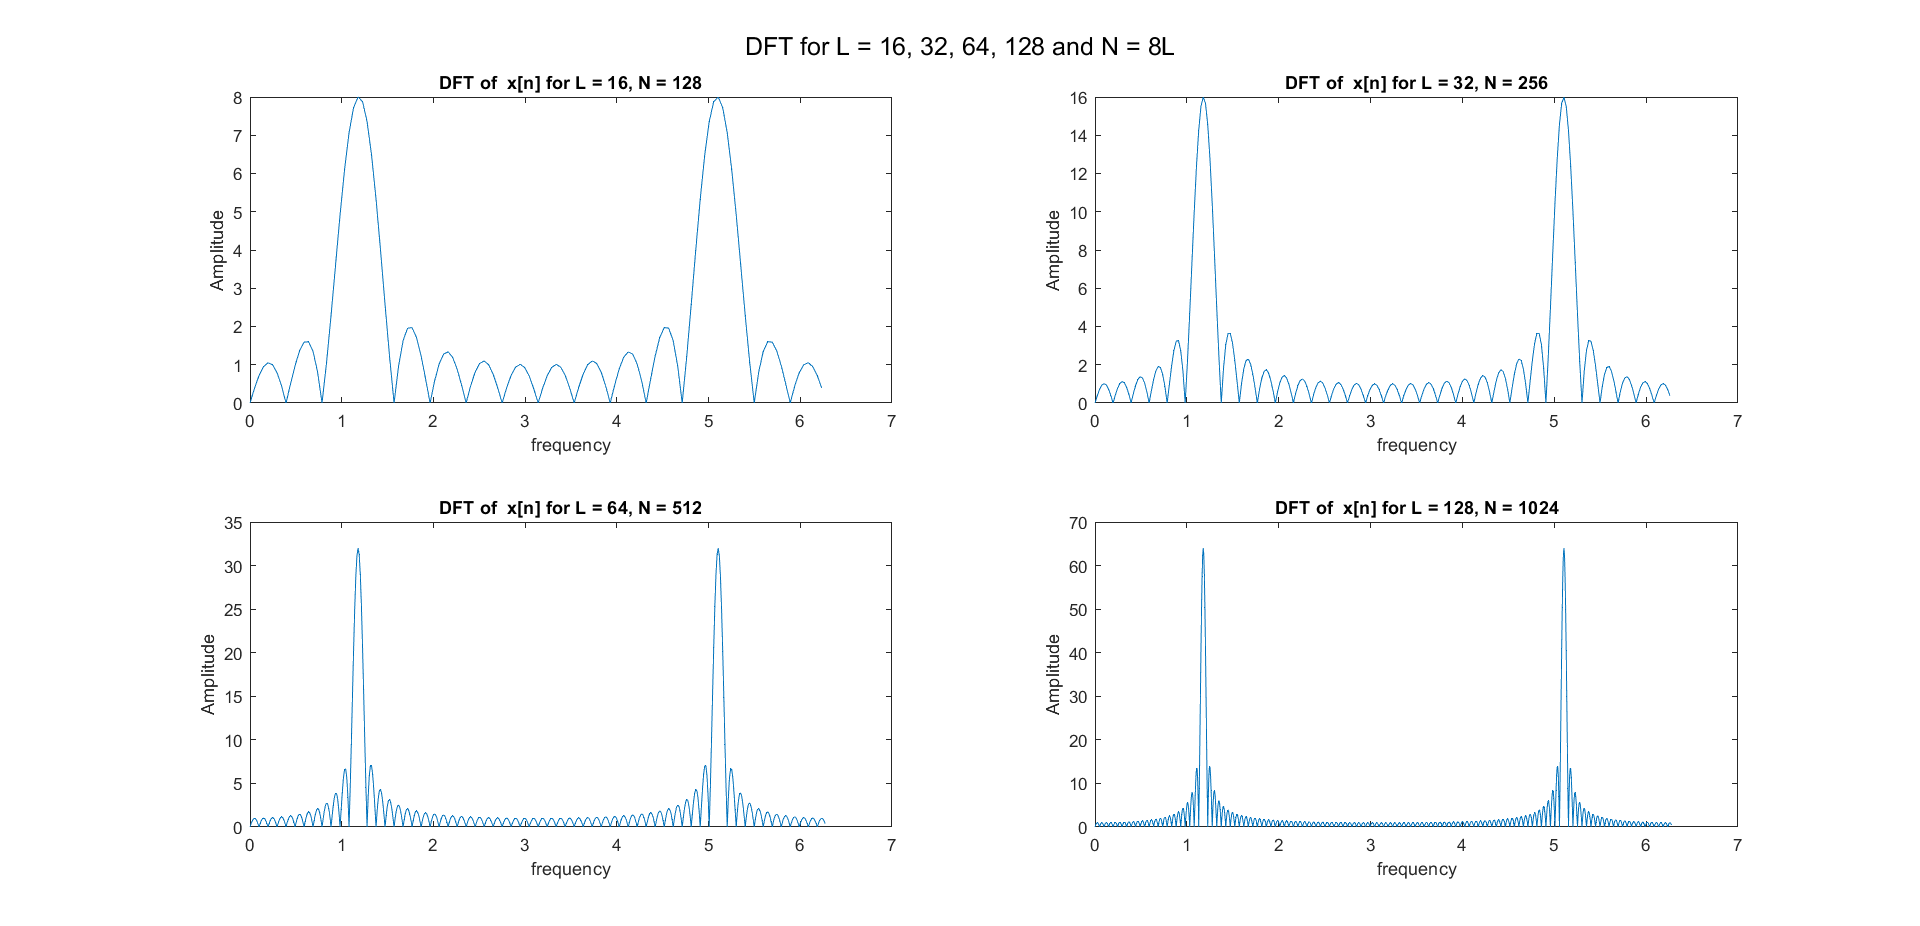 DFT for L = 16, 32, 64, 128 and N = 8L
DFT of x[n] for L = 16, N = 128
8
7
6
5
4
3
2
1
0
Amplitude
0 1 2 3 4 5 6 7
frequency
DFT of x[n] for L = 32, N = 256
16
14
12
10
8
6
4
2
0
Amplitude
0 1 2 3 4 5 6 7
frequency
DFT of x[n] for L = 64, N = 512
35
30
25
20
15
10
5
0
Amplitude
0 1 2 3 4 5 6 7
frequency
DFT of x[n] for L = 128, N = 1024
70
60
50
40
30
20
10
0
Amplitude
0 1 2 3 4 5 6 7
frequency